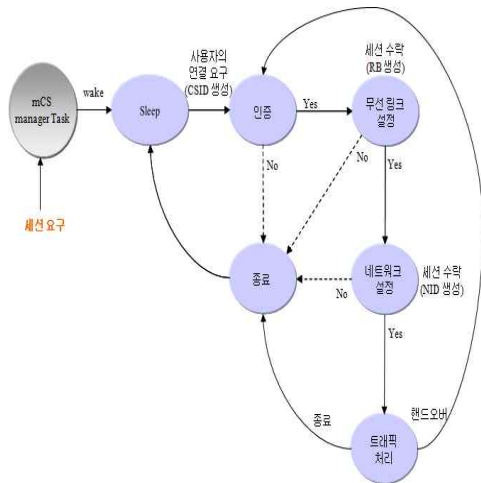 mCS
manager Task
wake
세션 요구
Sleep
사용자의
연결 요구
(CSID 생성)
인증
Yes
No
세션 수락
(RB 생성)
무선 링크
설정
No
Yes
종료
네트워크
설정
세션 수락
(NID 생성)
No
Yes
종료
트래픽
처리
핸드오버